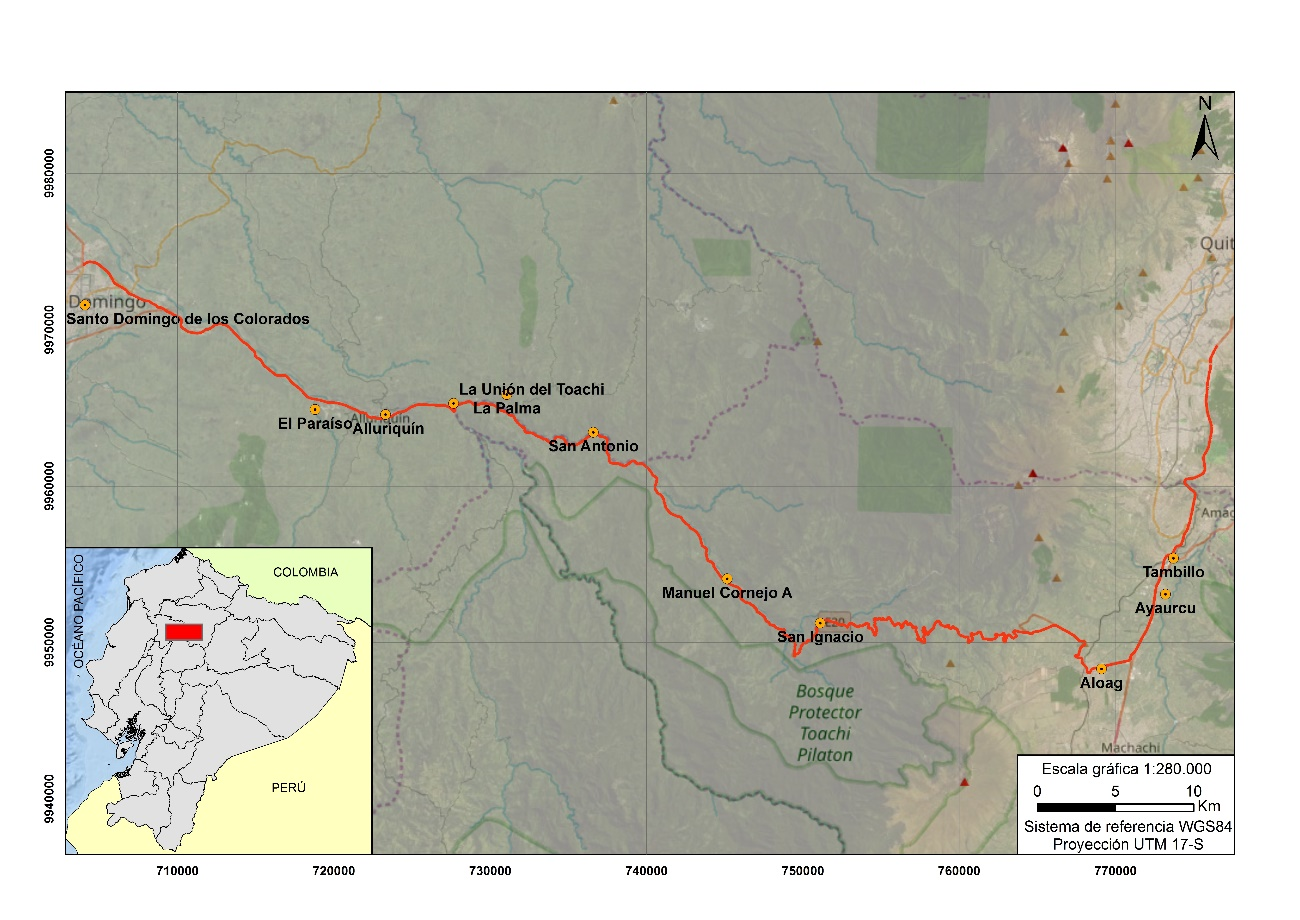 N
9980000
9970000
9960000
9950000
9940000
Quit
Domingo
Santo Domingo de los Colorados
La Unión del Toachi
La Palma
El Paraíso
Alluriquín
Alluriquín
San Antonio
Amag
Tambillo
Manuel Cornejo A
Ayaurcu
E20
San Ignacio
Aloag
Bosque
Protector
Toachi
Pilaton
Machachi
OCÉANO PACÍFICO
COLOMBIA
PERÚ
Escala gráfica 1:280.000
0 5 10
Km
Sistema de referencia WGS84
Proyección UTM 17-S
710000 720000 730000 740000 750000 760000 770000